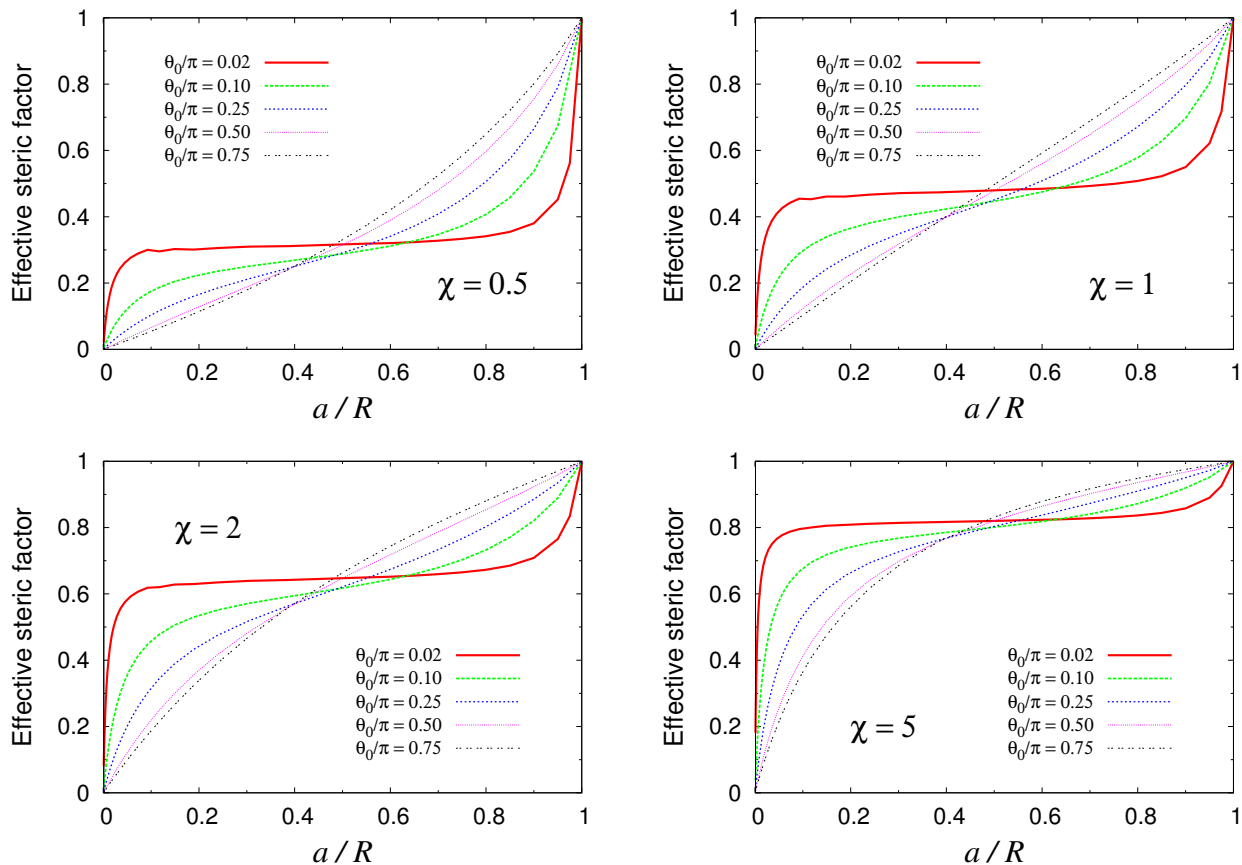 1
0.8
0.6
0.4
0.2
0
Effective steric factor
θ0/π = 0.02
θ0/π = 0.10
θ0/π = 0.25
θ0/π = 0.50
θ0/π = 0.75
χ = 0.5
0 0.2 0.4 0.6 0.8 1
a / R
1
0.8
0.6
0.4
0.2
0
Effective steric factor
θ0/π = 0.02
θ0/π = 0.10
θ0/π = 0.25
θ0/π = 0.50
θ0/π = 0.75
χ = 1
0 0.2 0.4 0.6 0.8 1
a / R
1
0.8
0.6
0.4
0.2
0
Effective steric factor
χ = 2
θ0/π = 0.02
θ0/π = 0.10
θ0/π = 0.25
θ0/π = 0.50
θ0/π = 0.75
0 0.2 0.4 0.6 0.8 1
a / R
1
0.8
0.6
0.4
0.2
0
Effective steric factor
θ0/π = 0.02
θ0/π = 0.10
θ0/π = 0.25
θ0/π = 0.50
θ0/π = 0.75
χ = 5
0 0.2 0.4 0.6 0.8 1
a / R